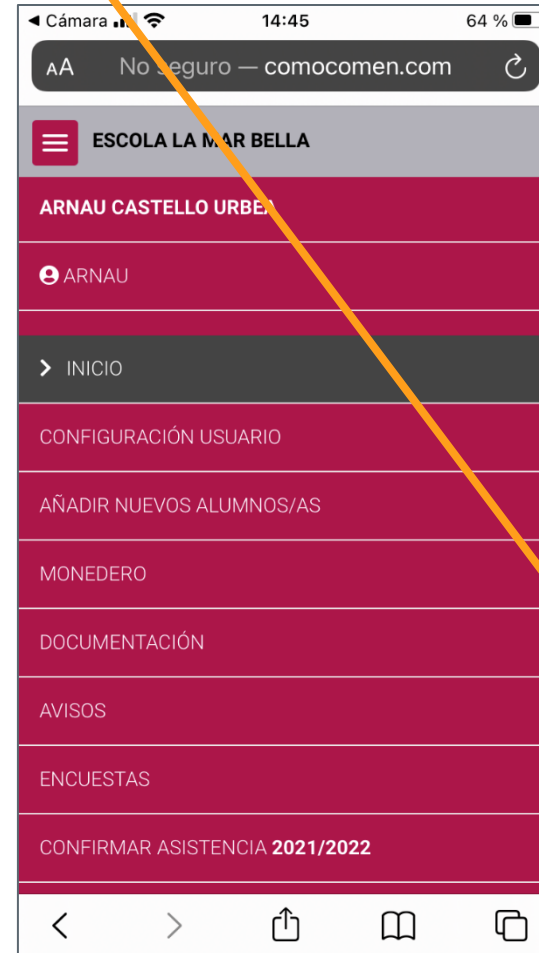 ◀ Cámara 14:45 64 %
AA No seguro — comocomen.com
ESCOLA LA MAR BELLA
ARNAU CASTELLO URBEA
ARNAU
INICIO
CONFIGURACIÓN USUARIO
AÑADIR NUEVOS ALUMNOS/AS
MONEDERO
DOCUMENTACIÓN
AVISOS
ENCUESTAS
CONFIRMAR ASISTENCIA 2021/2022